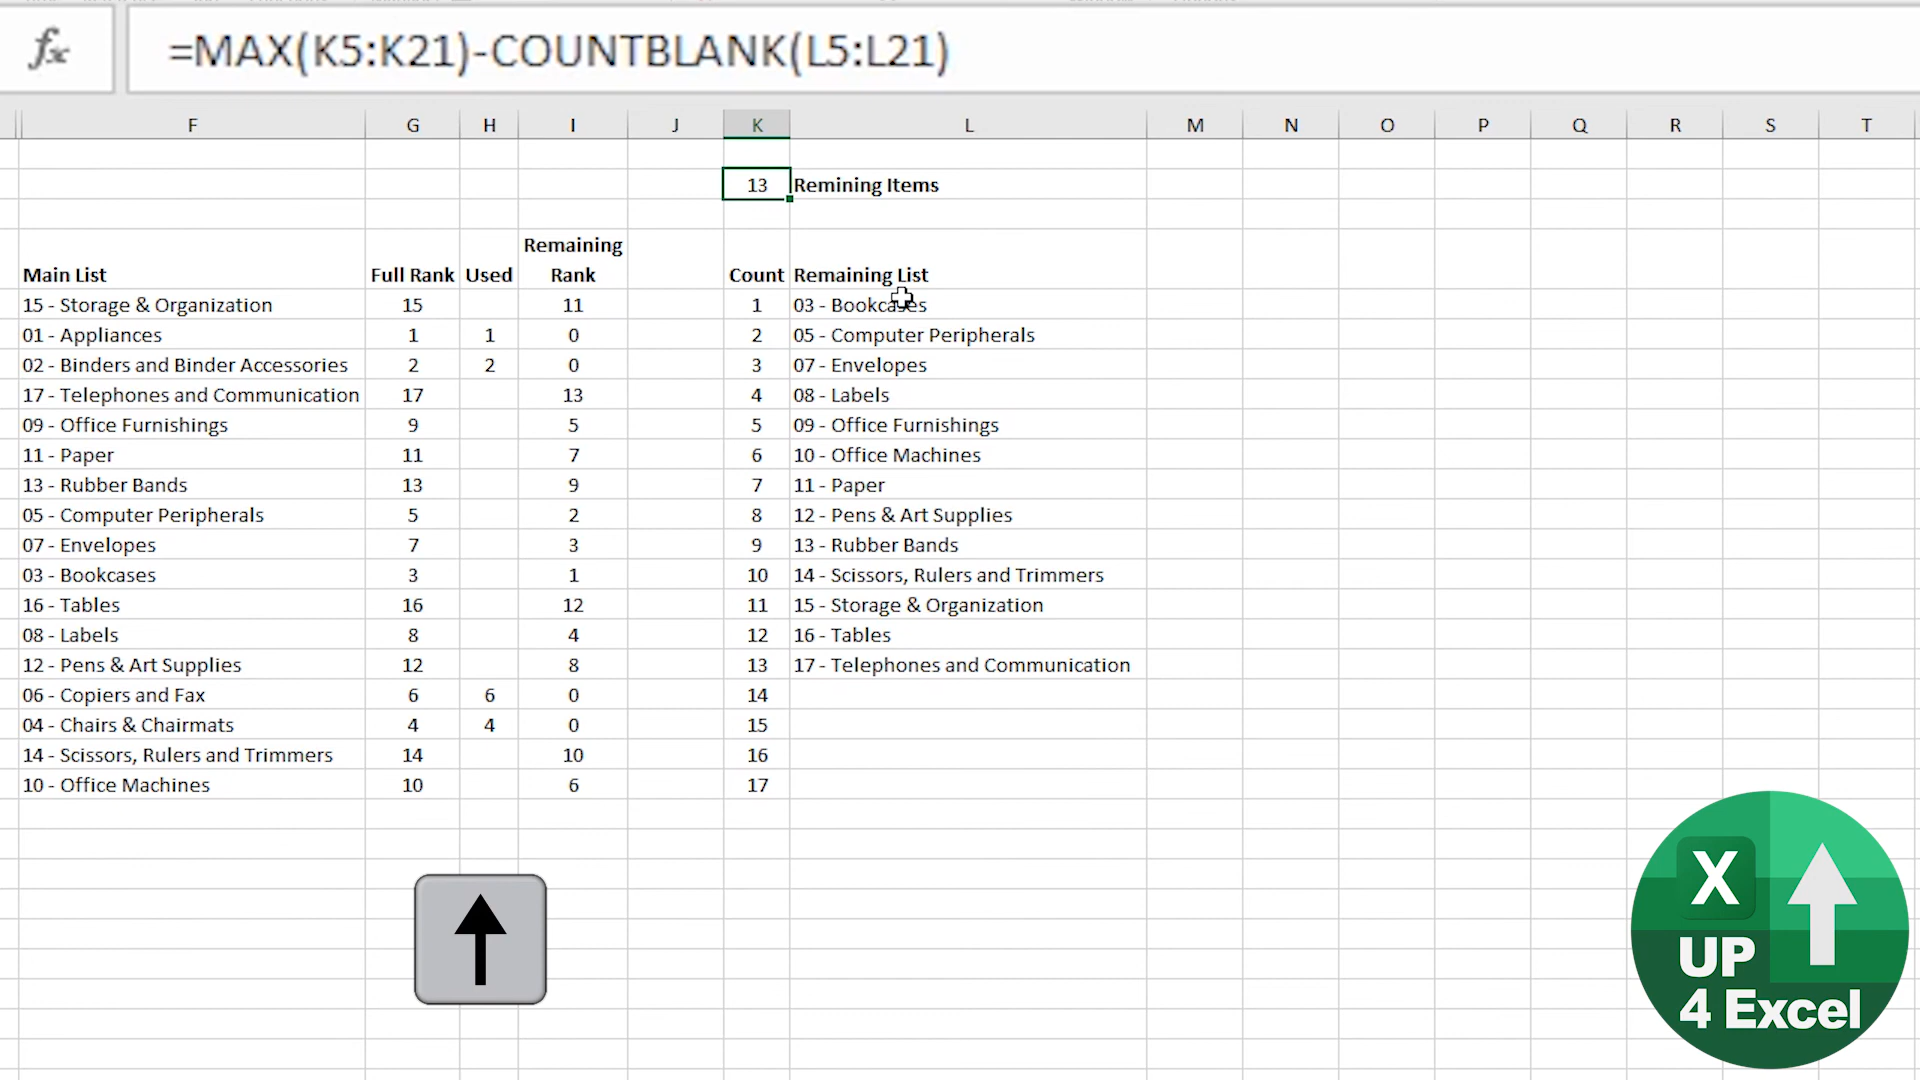 fx =MAX(K5:K21)-COUNTBLANK(L5:L21)
F G H I J K L M N O P Q R S T
13 Remining Items
Remaining
Main List Full Rank Used Rank Count Remaining List
15 - Storage & Organization 15 11 1 03 - Bookcases
01 - Appliances 1 1 0 2 05 - Computer Peripherals
02 - Binders and Binder Accessories 2 2 0 3 07 - Envelopes
17 - Telephones and Communication 17 13 4 08 - Labels
09 - Office Furnishings 9 5 5 09 - Office Furnishings
11 - Paper 11 7 6 10 - Office Machines
13 - Rubber Bands 13 9 7 11 - Paper
05 - Computer Peripherals 5 2 8 12 - Pens & Art Supplies
07 - Envelopes 7 3 9 13 - Rubber Bands
03 - Bookcases 3 1 10 14 - Scissors, Rulers and Trimmers
16 - Tables 16 12 11 15 - Storage & Organization
08 - Labels 8 4 12 16 - Tables
12 - Pens & Art Supplies 12 8 13 17 - Telephones and Communication
06 - Copiers and Fax 6 6 0 14
04 - Chairs & Chairmats 4 4 0 15
14 - Scissors, Rulers and Trimmers 14 10 16
10 - Office Machines 10 6 17
X
UP
4 Excel